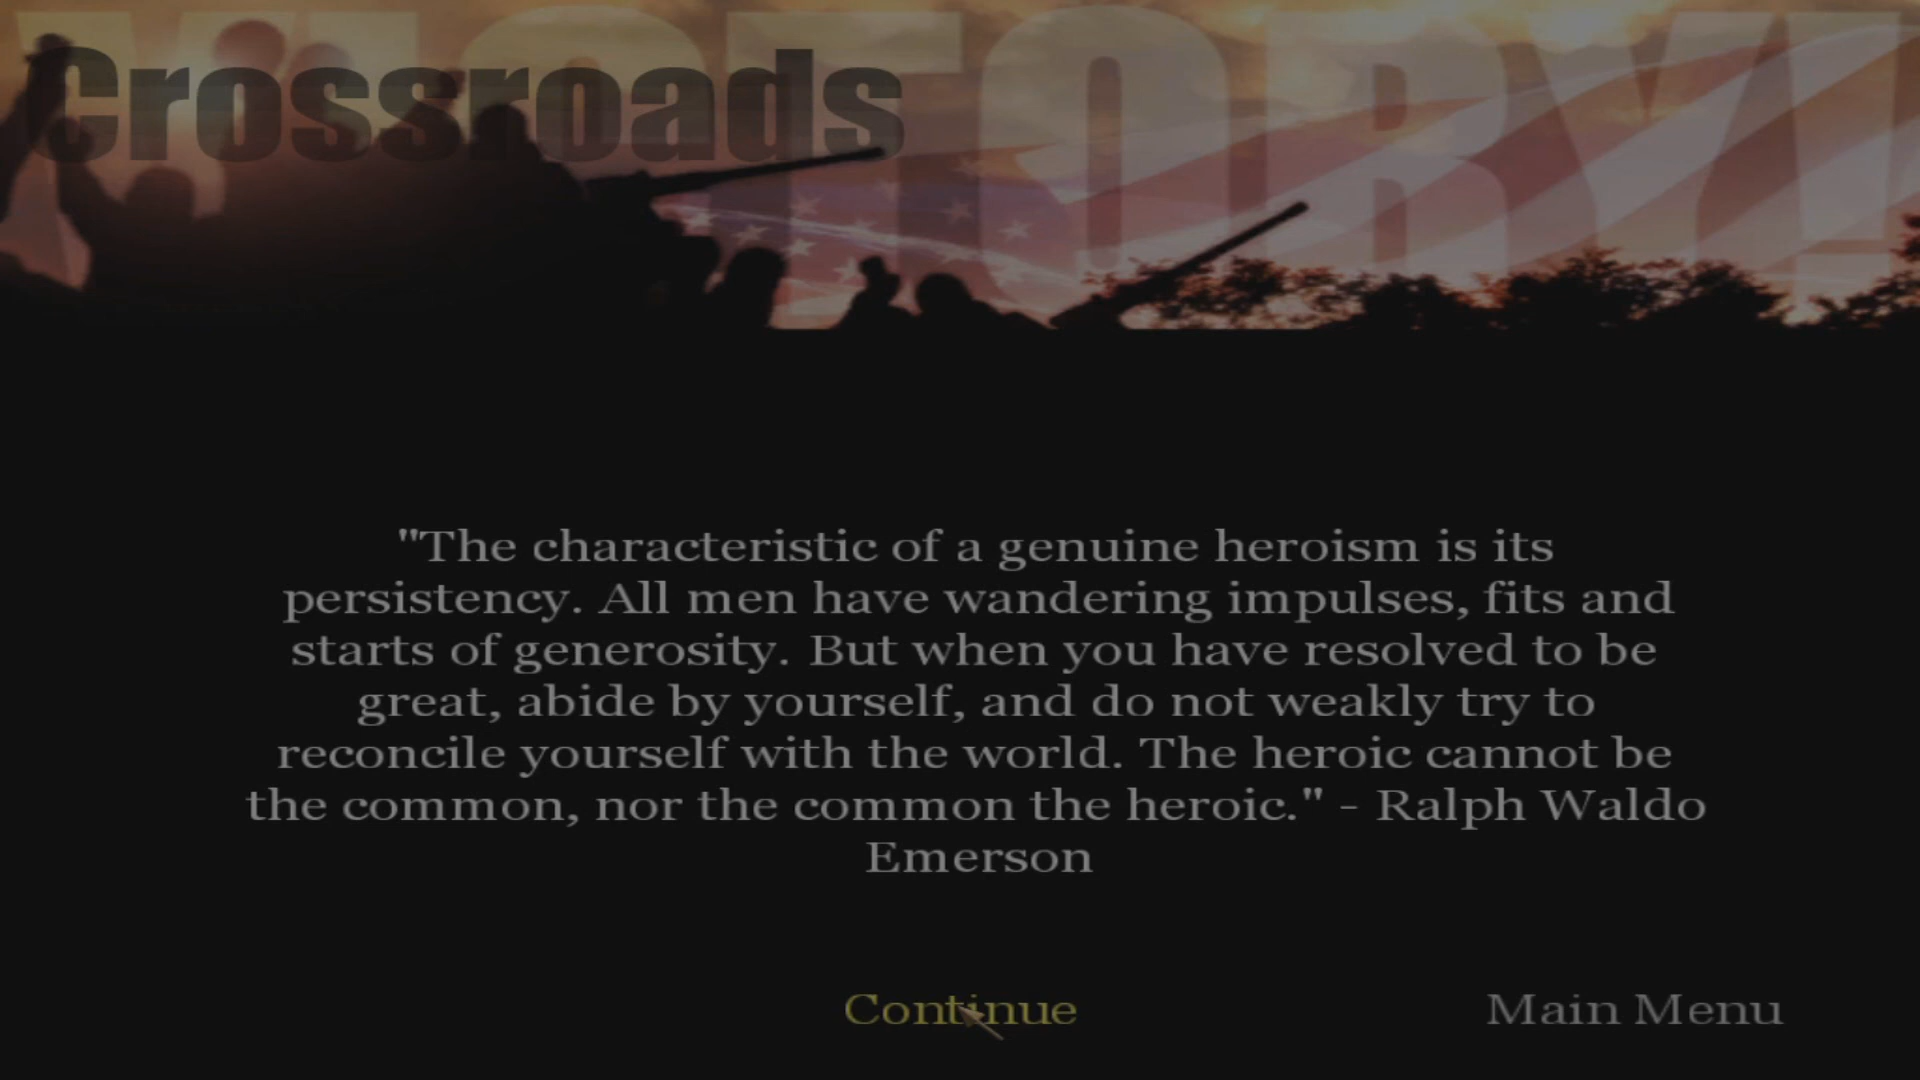 VICTORY!
Crossroads
"The characteristic of a genuine heroism is its
persistency. All men have wandering impulses, fits and
starts of generosity. But when you have resolved to be
great, abide by yourself, and do not weakly try to
reconcile yourself with the world. The heroic cannot be
the common, nor the common the heroic." - Ralph Waldo
Emerson
Continue
Main Menu